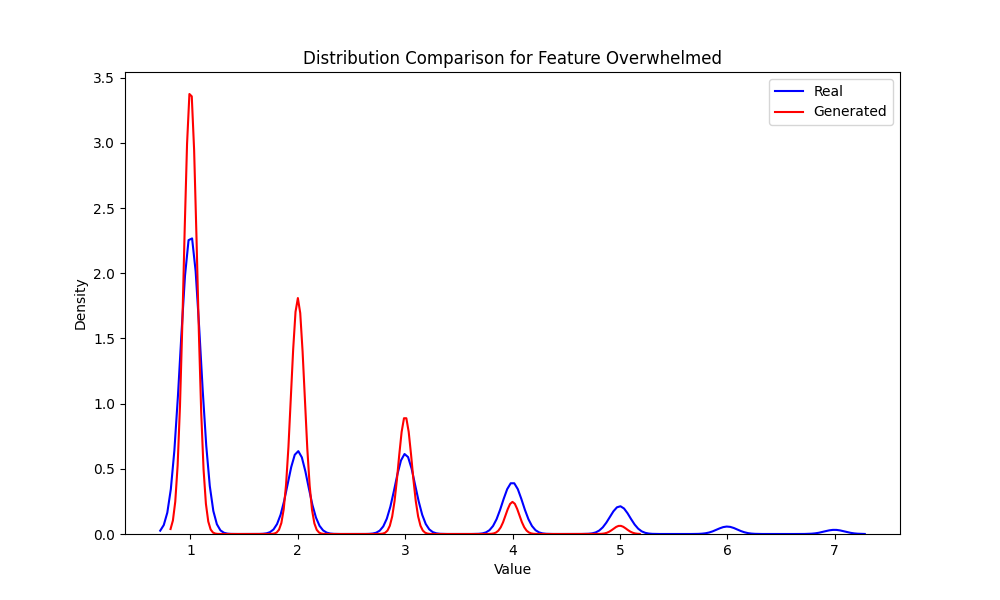 Distribution Comparison for Feature Overwhelmed
Real
Generated
3.5
3.0
2.5
2.0
1.5
1.0
0.5
0.0
Density
1 2 3 4 5 6 7
Value